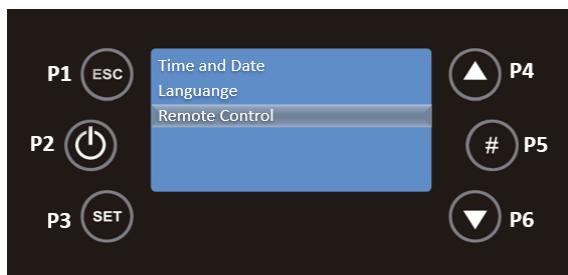 P1 ESC
Time and Date
Languange
Remote Control
P2
P3 SET
P4
# P5
P6